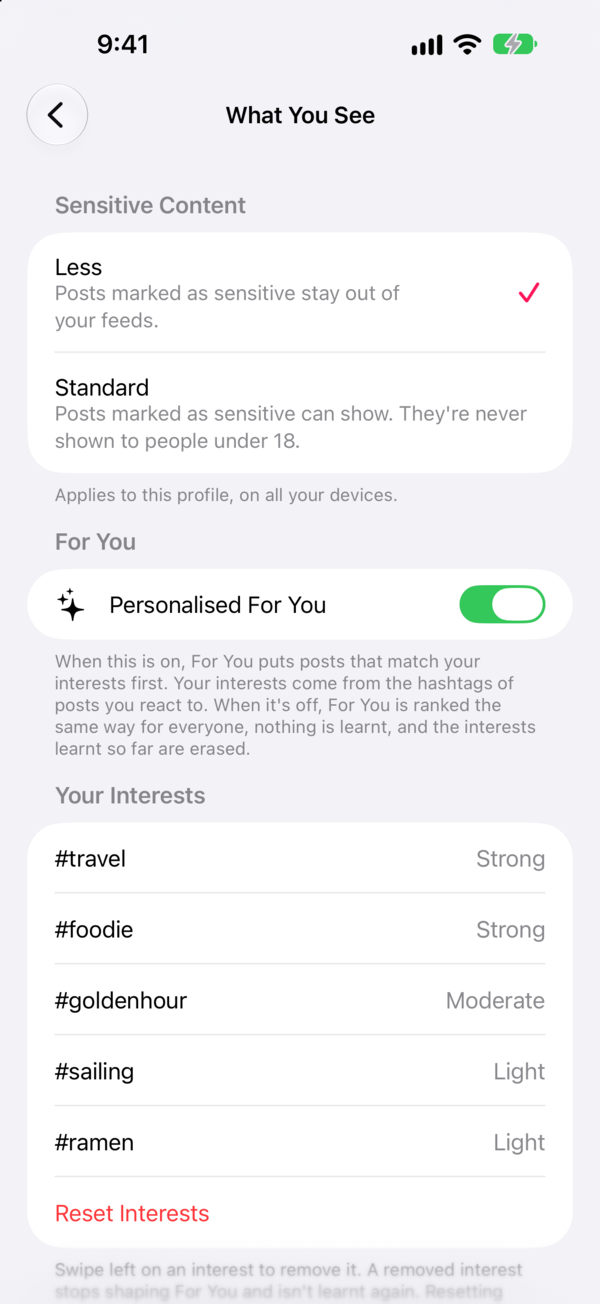 9:41
What You See
Sensitive Content
Less
Posts marked as sensitive stay out of
your feeds.
Standard
Posts marked as sensitive can show. They're never
shown to people under 18.
Applies to this profile, on all your devices.
For You
Personalised For You
When this is on, For You puts posts that match your
interests first. Your interests come from the hashtags of
posts you react to. When it's off, For You is ranked the
same way for everyone, nothing is learnt, and the interests
learnt so far are erased.
Your Interests
#travel Strong
#foodie Strong
#goldenhour Moderate
#sailing Light
#ramen Light
Reset Interests
Swipe left on an interest to remove it. A removed interest
stops shaping For You and isn't learnt again. Resetting